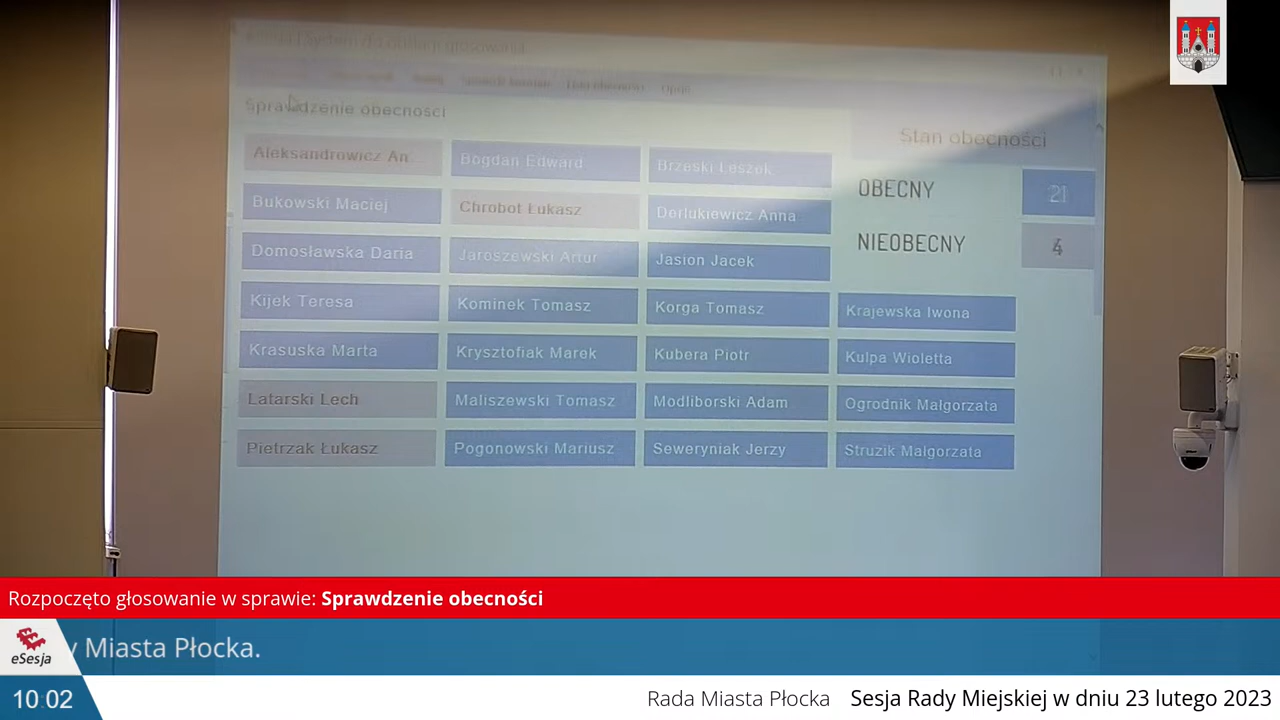 Sprawdzenie obecności
Stan obecności
Aleksandrowicz An...
Bogdan Edward
Brzeski Leszek
OBECNY 21
Bukowski Maciej
Chrobot Łukasz
Derlukiewicz Anna
NIEOBECNY 4
Domosławska Daria
Jaroszewski Artur
Jasion Jacek
Kijek Teresa
Kominek Tomasz
Korga Tomasz
Krajewska Iwona
Krasuska Marta
Krysztofiak Marek
Kubera Piotr
Kulpa Wioletta
Latarski Lech
Maliszewski Tomasz
Modliborski Adam
Ogrodnik Małgorzata
Pietrzak Łukasz
Pogonowski Mariusz
Seweryniak Jerzy
Struzik Małgorzata
Rozpoczęto głosowanie w sprawie: Sprawdzenie obecności
eSesja
y Miasta Płocka.
10:02
Rada Miasta Płocka
Sesja Rady Miejskiej w dniu 23 lutego 2023